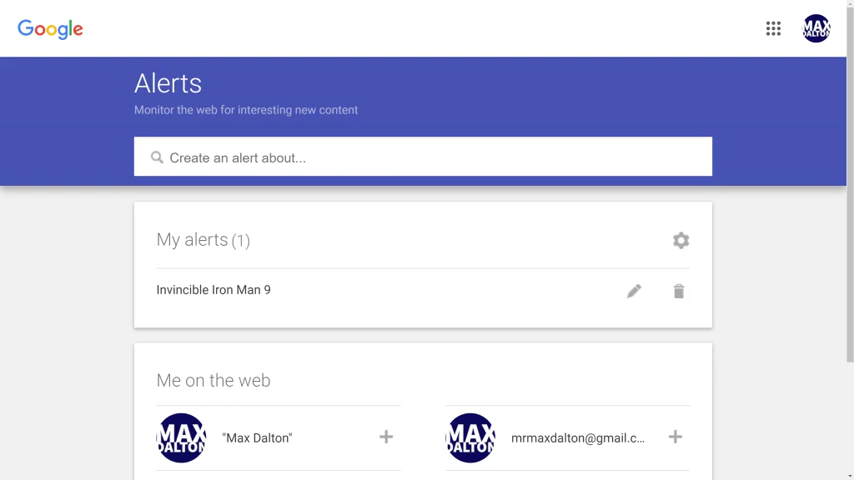 Google
MAX
DALTON
Alerts
Monitor the web for interesting new content
Create an alert about...
My alerts (1)
Invincible Iron Man 9
Me on the web
MAX
DALTON
"Max Dalton"
MAX
DALTON
mrmaxdalton@gmail.c...